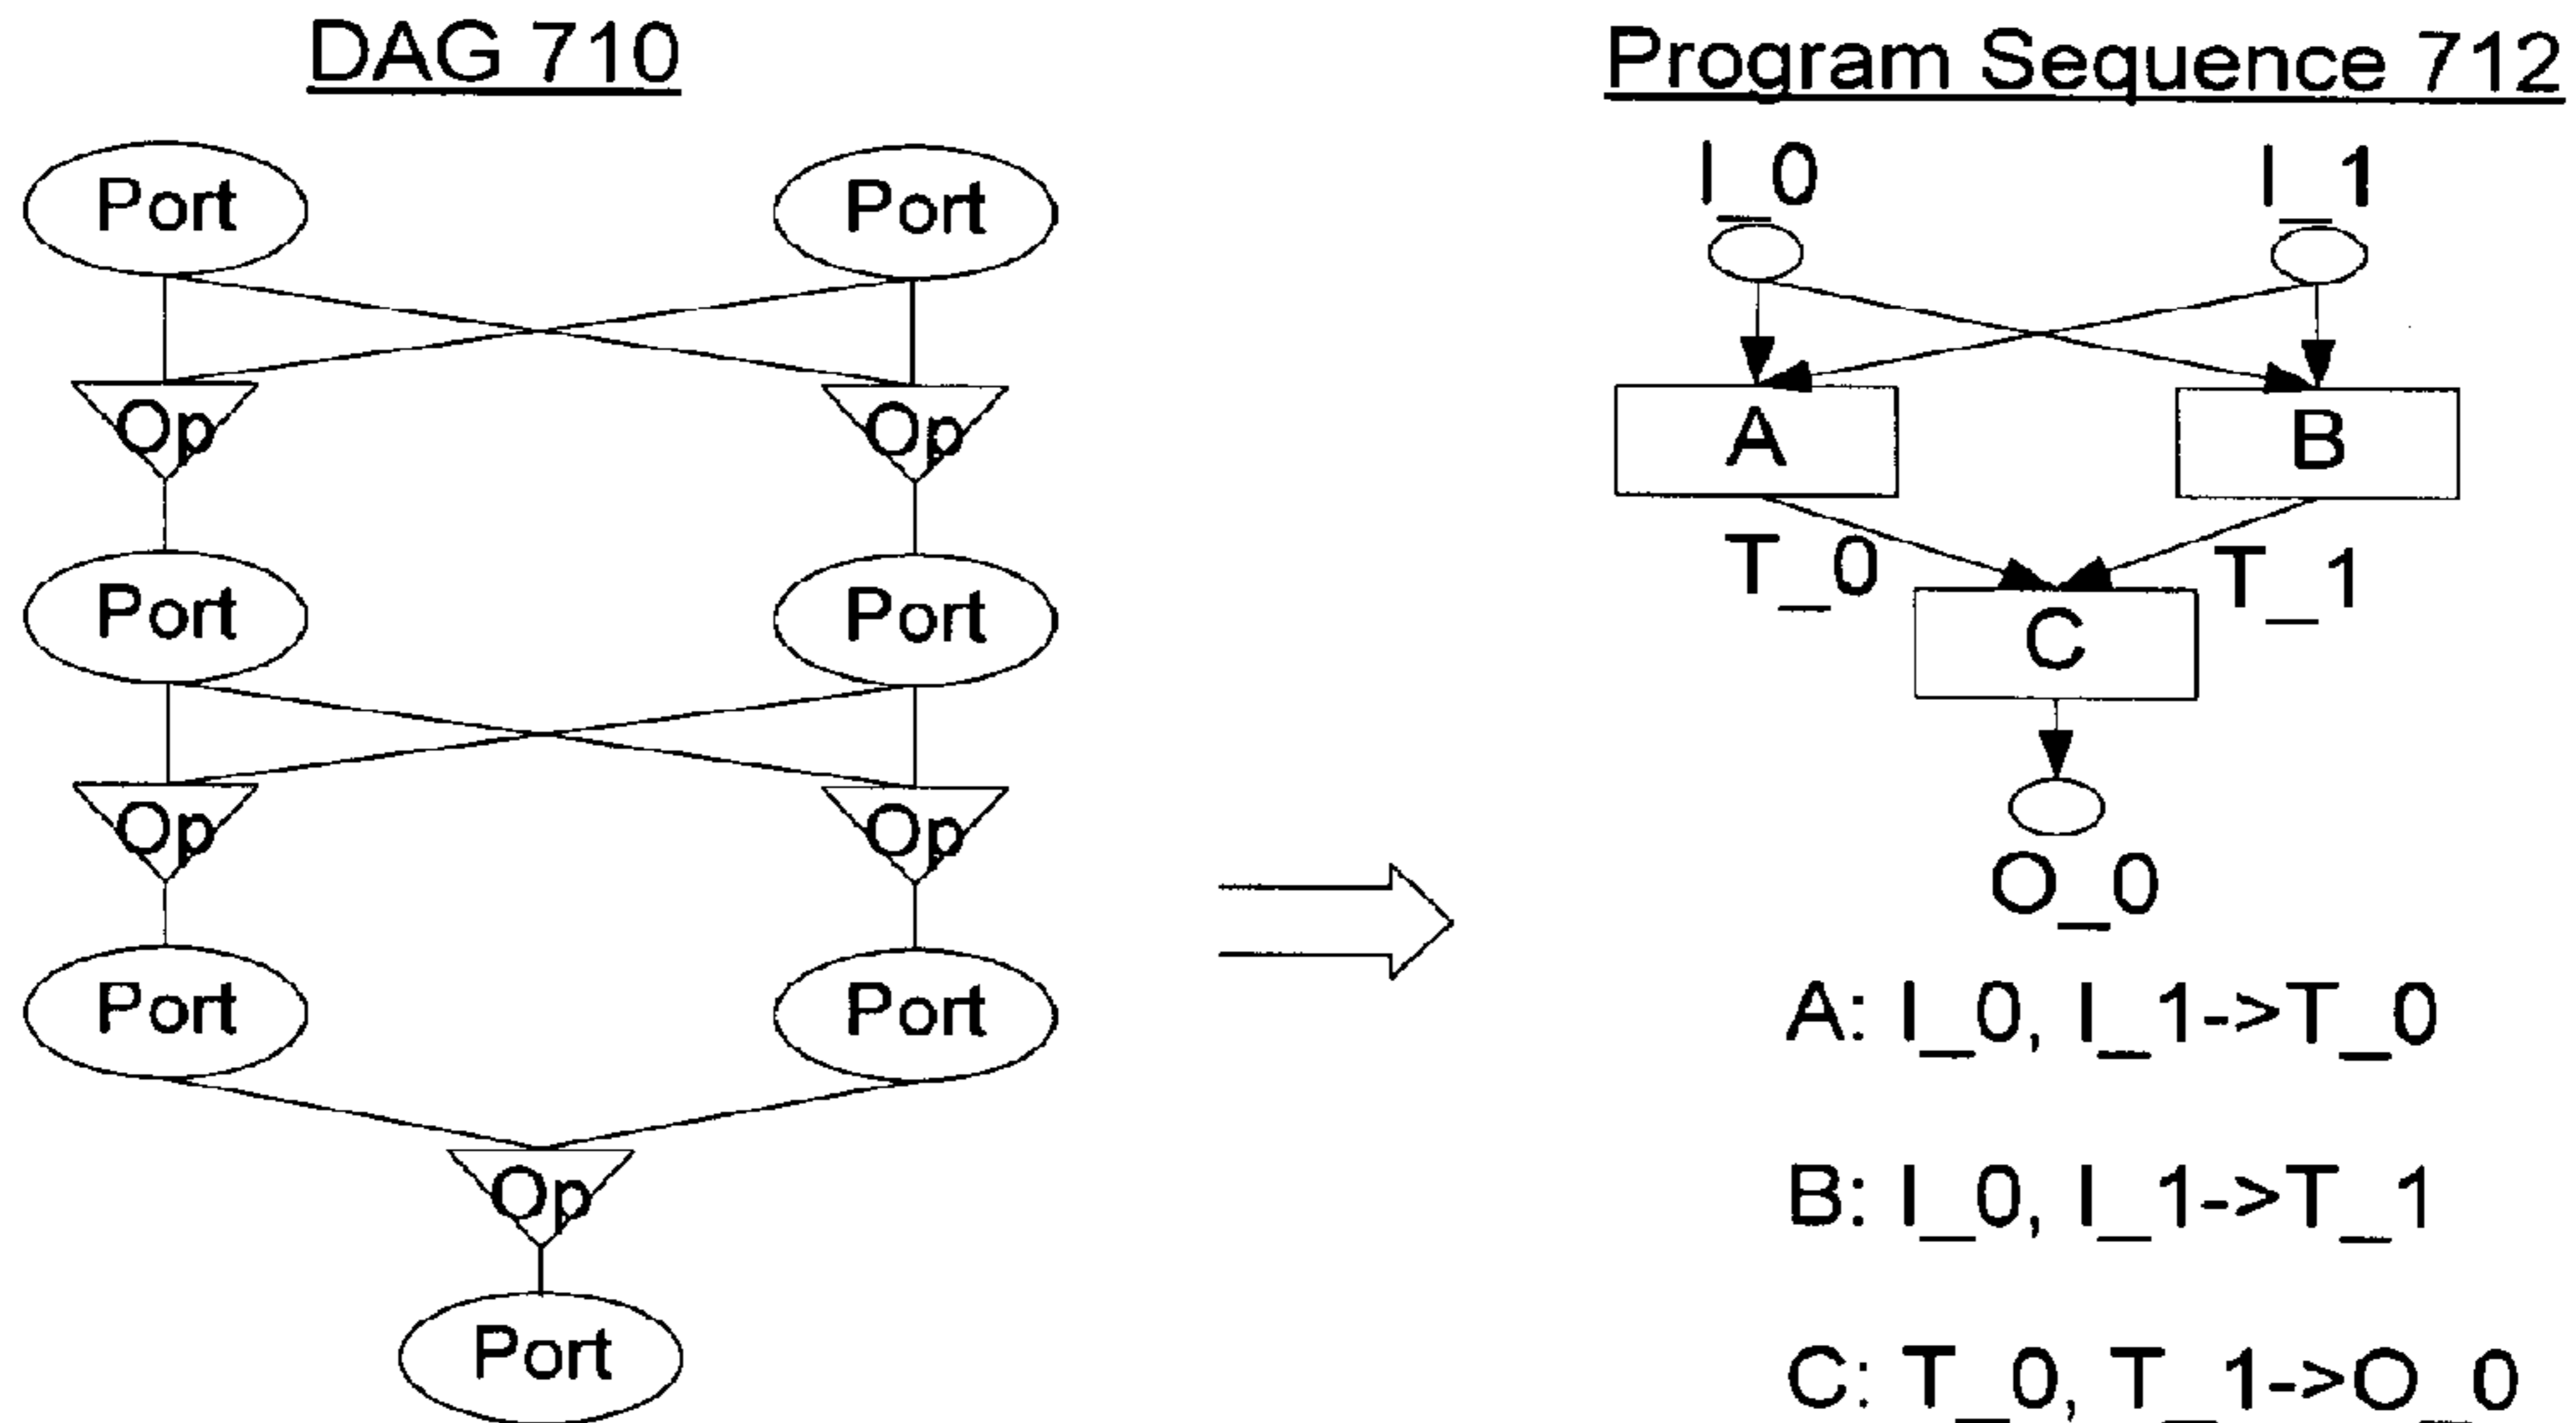 DAG 710
Program Sequence 712
Port
Port
Op
Op
Port
Port
Op
Op
Port
Port
Op
Port
I_0
I_1
A
B
T_0
T_1
C
O_0
A: I_0, I_1->T_0
B: I_0, I_1->T_1
C: T_0, T_1->O_0